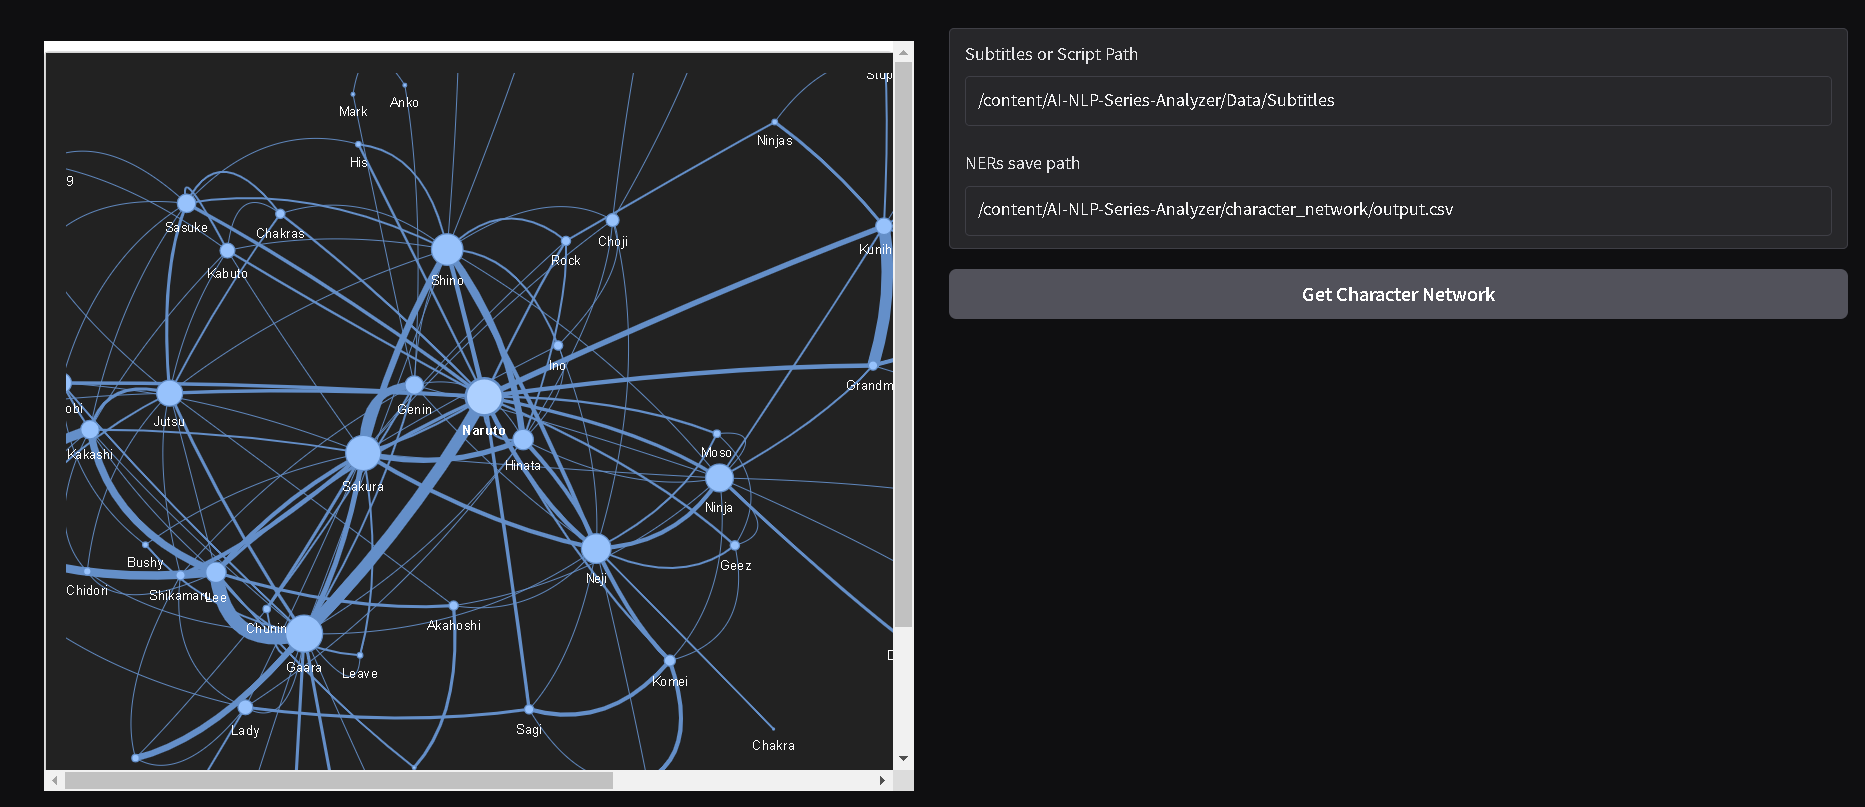 Stop
Mark
Anko
Ninjas
His
9
Sasuke
Chakras
Choji
Kunih
Rock
Kabuto
Shino
Ino
Grandm
obi
Genin
Jutsu
Naruto
Kakashi
Hinata
Moso
Sakura
Ninja
Bushy
Geez
Neji
Chidori
Shikamaru
Lee
Chunin
Akahoshi
Gaara
Leave
Komei
Lady
Sagi
Chakra
Subtitles or Script Path
/content/AI-NLP-Series-Analyzer/Data/Subtitles
NERs save path
/content/AI-NLP-Series-Analyzer/character_network/output.csv
Get Character Network